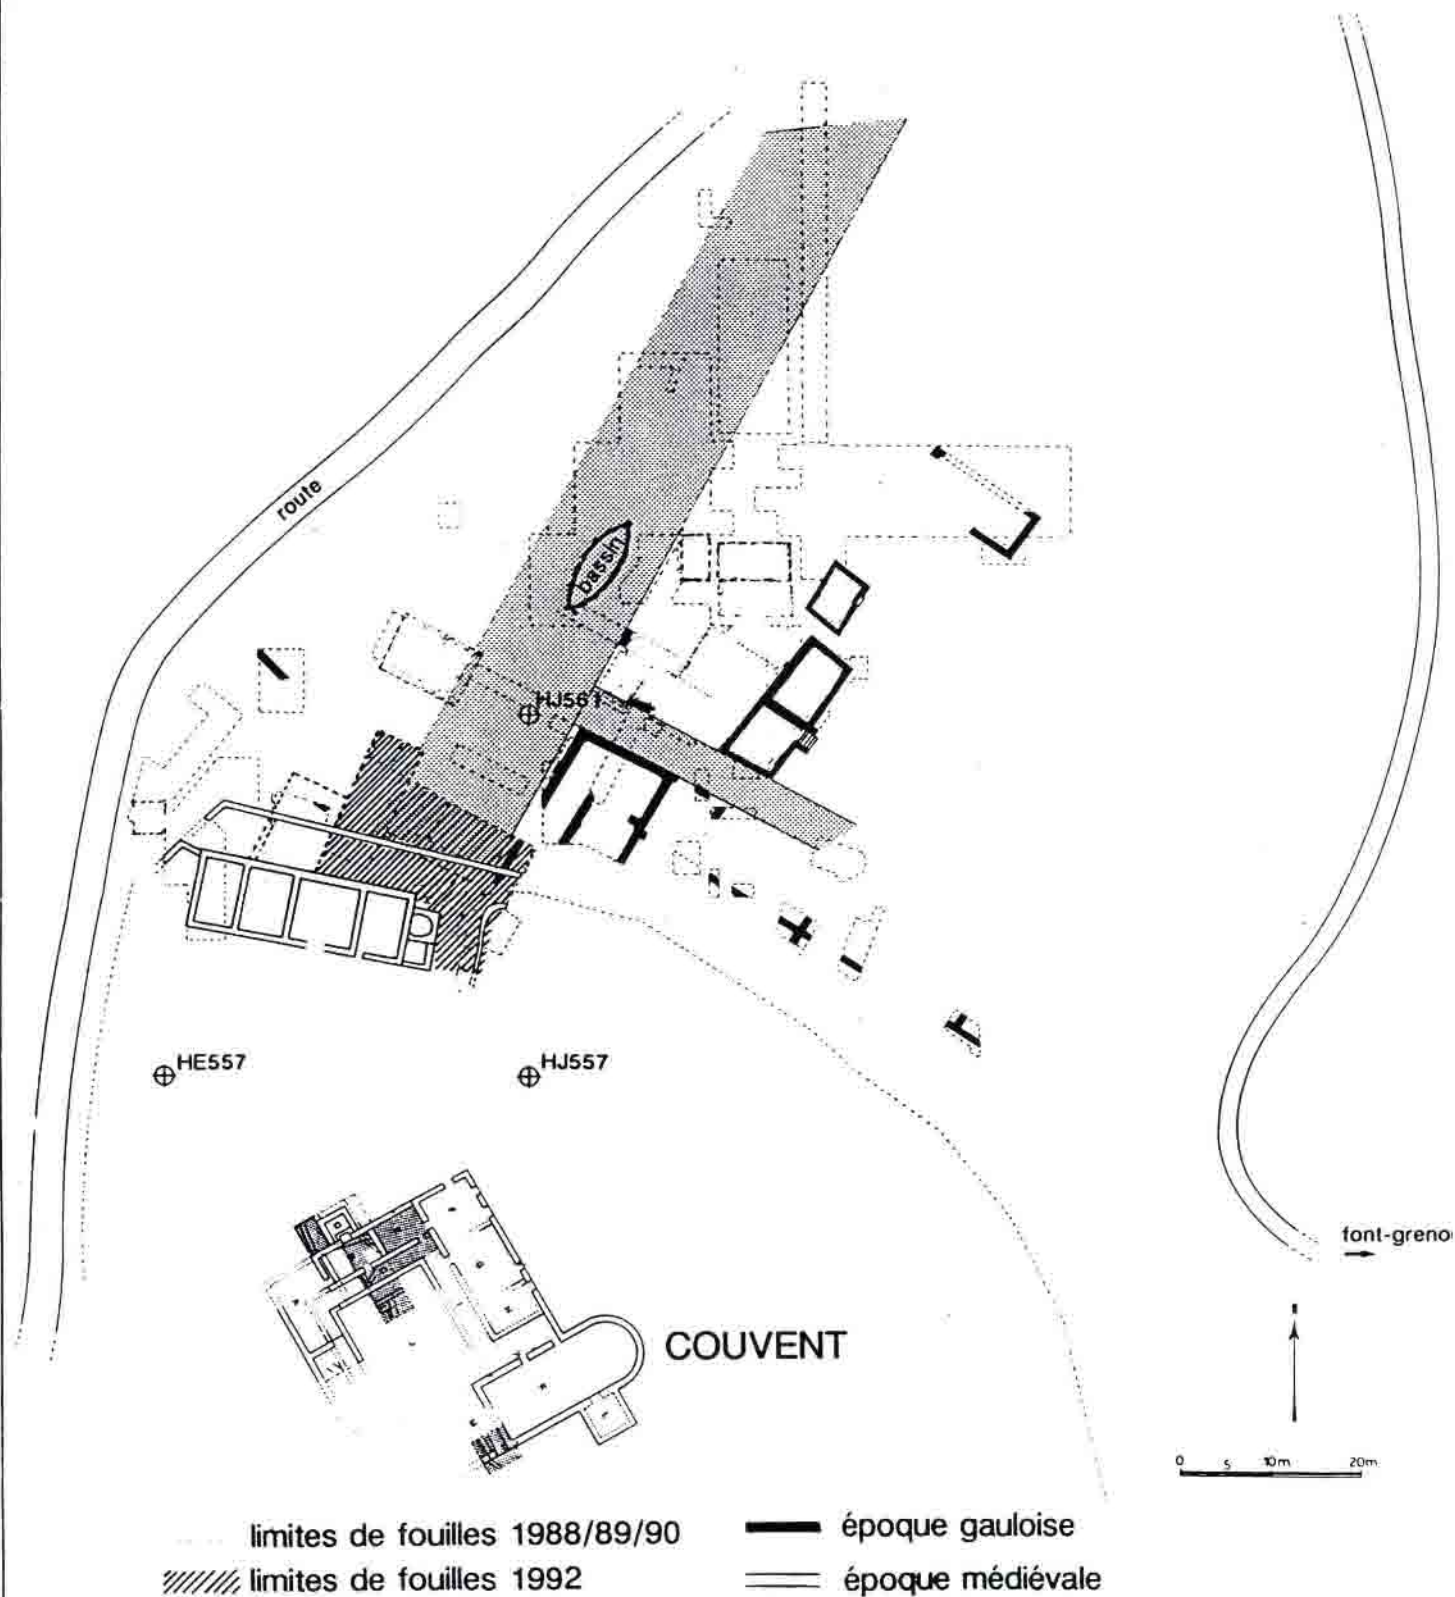 route
bassin
HJ561
HE557
HJ557
font-greno
COUVENT
0 5 10m 20m
limites de fouilles 1988/89/90
époque gauloise
limites de fouilles 1992
époque médiévale